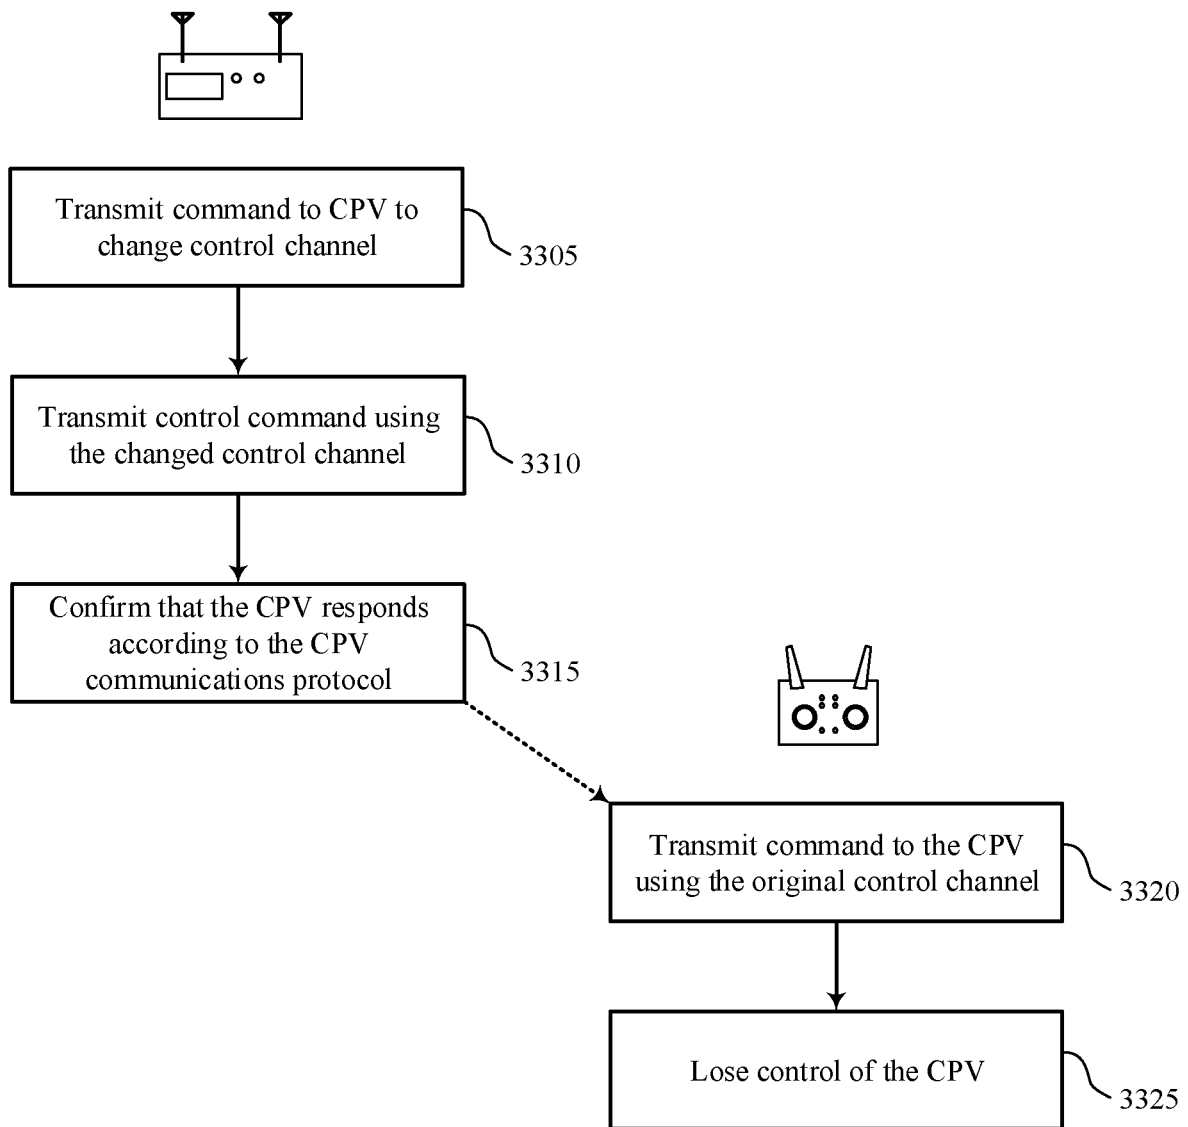 Transmit command to CPV to
change control channel
3305
Transmit control command using
the changed control channel
3310
Confirm that the CPV responds
according to the CPV
communications protocol
3315
Transmit command to the CPV
using the original control channel
3320
Lose control of the CPV
3325